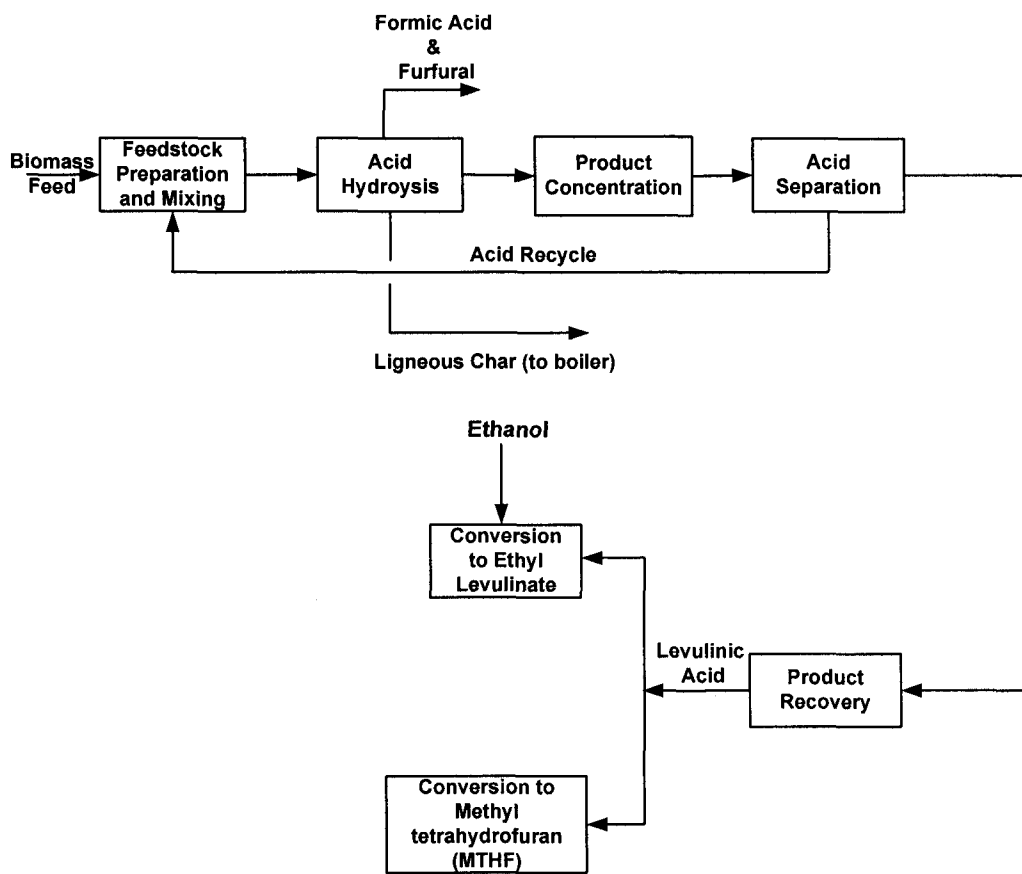 Formic Acid
&
Furfural
Biomass
Feed
Feedstock
Preparation
and Mixing
Acid
Hydroysis
Product
Concentration
Acid
Separation
Acid Recycle
Ligneous Char (to boiler)
Ethanol
Conversion
to Ethyl
Levulinate
Levulinic
Acid
Product
Recovery
Conversion to
Methyl
tetrahydrofuran
(MTHF)